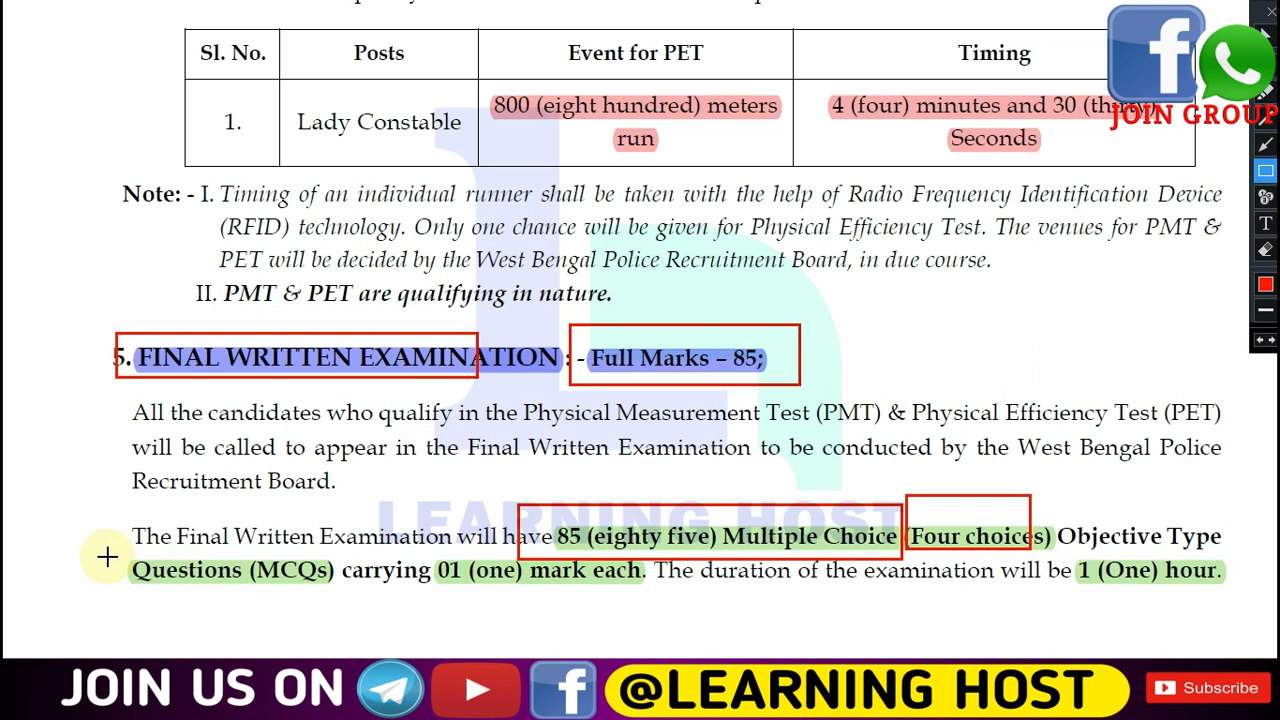 Sl. No. Posts Event for PET Timing
1. Lady Constable 800 (eight hundred) meters run 4 (four) minutes and 30 (thirty) Seconds
JOIN GROUP
Note: - I. Timing of an individual runner shall be taken with the help of Radio Frequency Identification Device
(RFID) technology. Only one chance will be given for Physical Efficiency Test. The venues for PMT &
PET will be decided by the West Bengal Police Recruitment Board, in due course.
II. PMT & PET are qualifying in nature.
5. FINAL WRITTEN EXAMINATION : - Full Marks – 85;
All the candidates who qualify in the Physical Measurement Test (PMT) & Physical Efficiency Test (PET)
will be called to appear in the Final Written Examination to be conducted by the West Bengal Police
Recruitment Board.
LEARNING HOST
The Final Written Examination will have 85 (eighty five) Multiple Choice (Four choices) Objective Type
Questions (MCQs) carrying 01 (one) mark each. The duration of the examination will be 1 (One) hour.
JOIN US ON @LEARNING HOST Subscribe